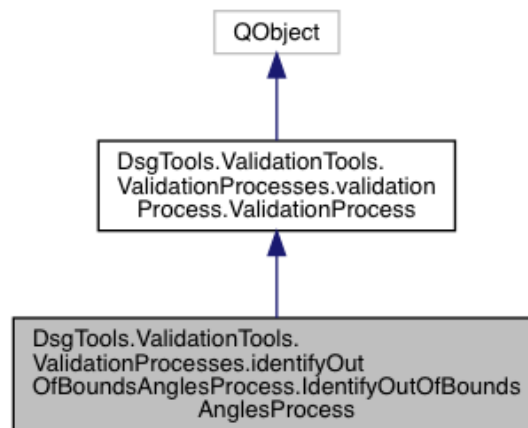 QObject
DsgTools.ValidationTools.
ValidationProcesses.validation
Process.ValidationProcess
DsgTools.ValidationTools.
ValidationProcesses.identifyOut
OfBoundsAnglesProcess.IdentifyOutOfBounds
AnglesProcess